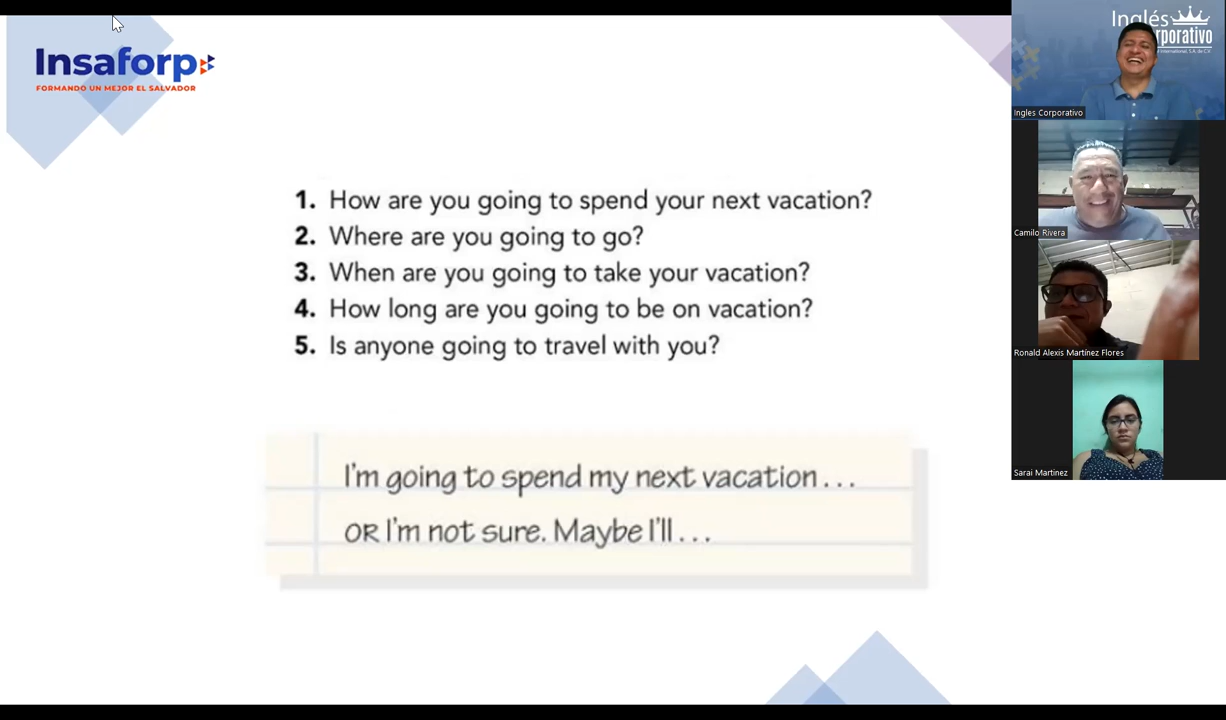 Insaforp
FORMANDO UN MEJOR EL SALVADOR
1. How are you going to spend your next vacation?
2. Where are you going to go?
3. When are you going to take your vacation?
4. How long are you going to be on vacation?
5. Is anyone going to travel with you?
I'm going to spend my next vacation . . .
OR I'm not sure. Maybe I'll . . .
Inglés
Ingles Corporativo
Camilo Rivera
Ronald Alexis Martínez Flores
Sarai Martinez